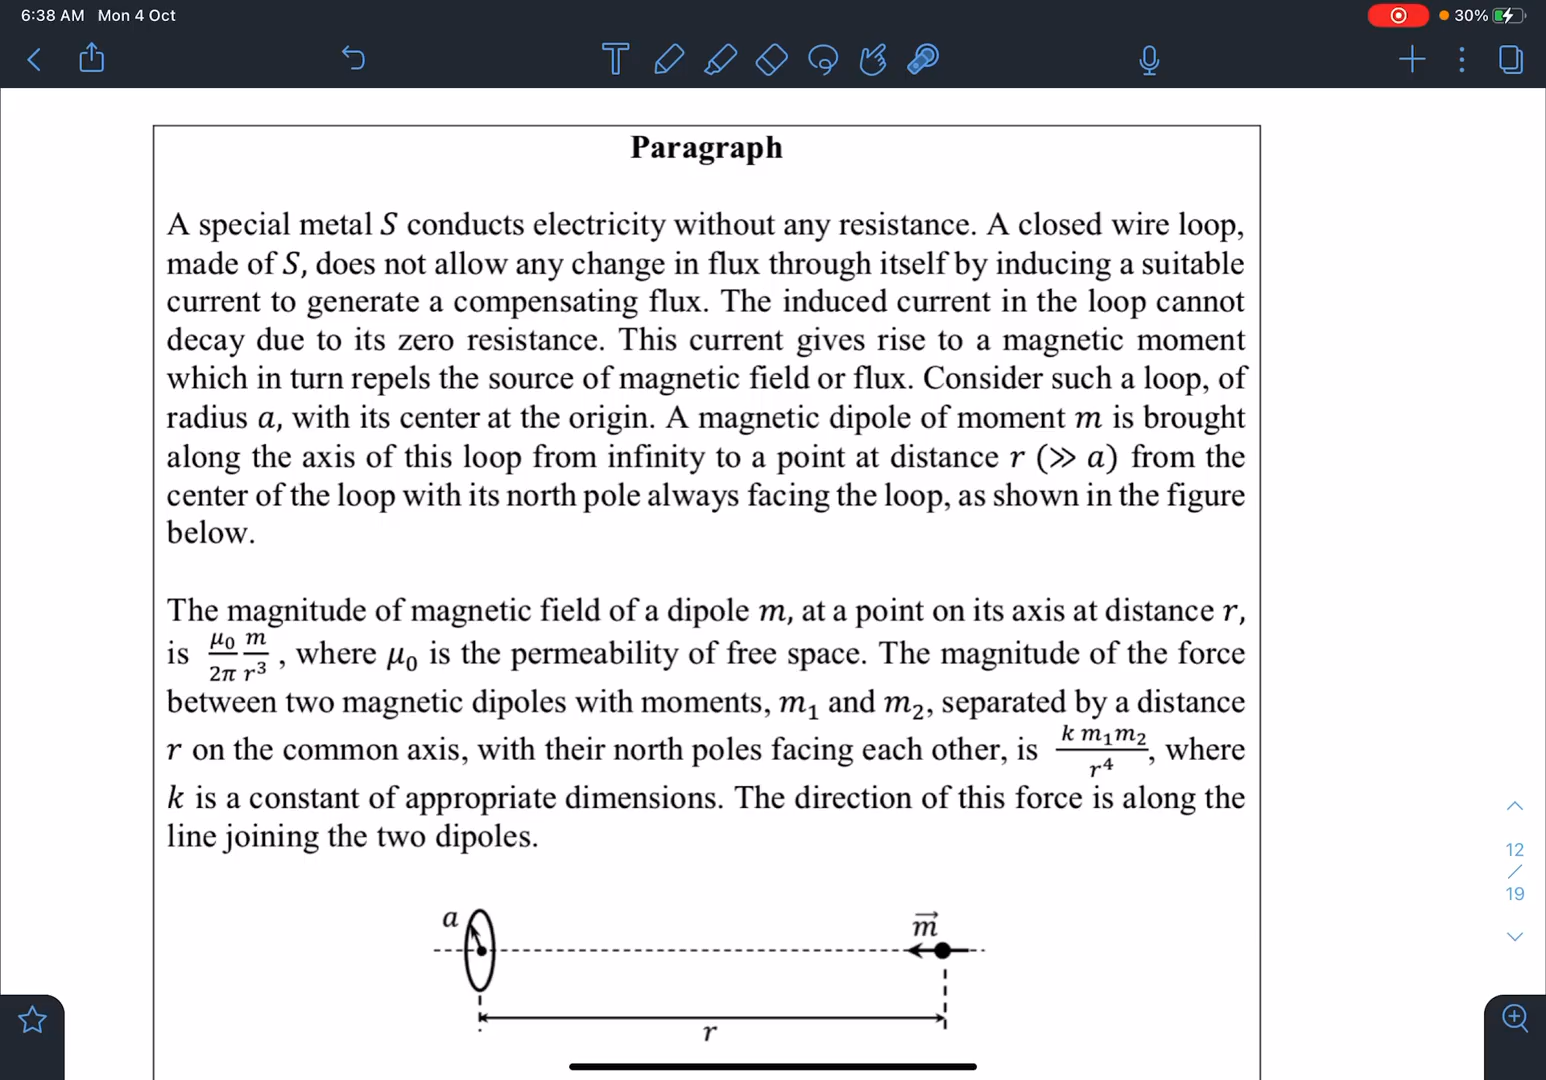 6:38 AM Mon 4 Oct
30%
Paragraph
A special metal S conducts electricity without any resistance. A closed wire loop,
made of S, does not allow any change in flux through itself by inducing a suitable
current to generate a compensating flux. The induced current in the loop cannot
decay due to its zero resistance. This current gives rise to a magnetic moment
which in turn repels the source of magnetic field or flux. Consider such a loop, of
radius a, with its center at the origin. A magnetic dipole of moment m is brought
along the axis of this loop from infinity to a point at distance r (≫ a) from the
center of the loop with its north pole always facing the loop, as shown in the figure
below.
The magnitude of magnetic field of a dipole m, at a point on its axis at distance r,
is μ₀/2π m/r³ , where μ₀ is the permeability of free space. The magnitude of the force
between two magnetic dipoles with moments, m₁ and m₂, separated by a distance
r on the common axis, with their north poles facing each other, is k m₁m₂/r⁴ , where
k is a constant of appropriate dimensions. The direction of this force is along the
line joining the two dipoles.
a
m⃗
r
12
/
19